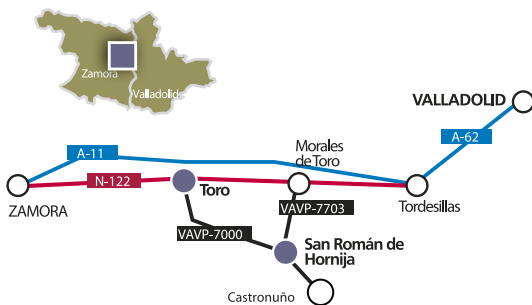 Zamora
Valladolid
VALLADOLID
A-62
A-11
Morales
de Toro
N-122
Toro
ZAMORA
Tordesillas
VAVP-7703
VAVP-7000
San Román de
Hornija
Castronuño